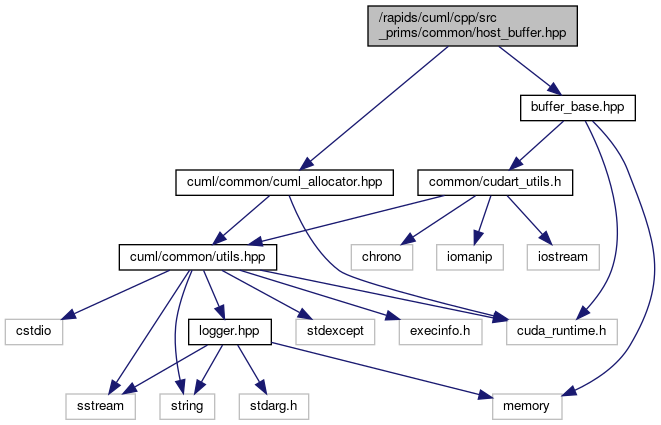 /rapids/cuml/cpp/src
_prims/common/host_buffer.hpp
buffer_base.hpp
cuml/common/cuml_allocator.hpp
common/cudart_utils.h
cuml/common/utils.hpp
chrono
iomanip
iostream
cstdio
logger.hpp
stdexcept
execinfo.h
cuda_runtime.h
sstream
string
stdarg.h
memory